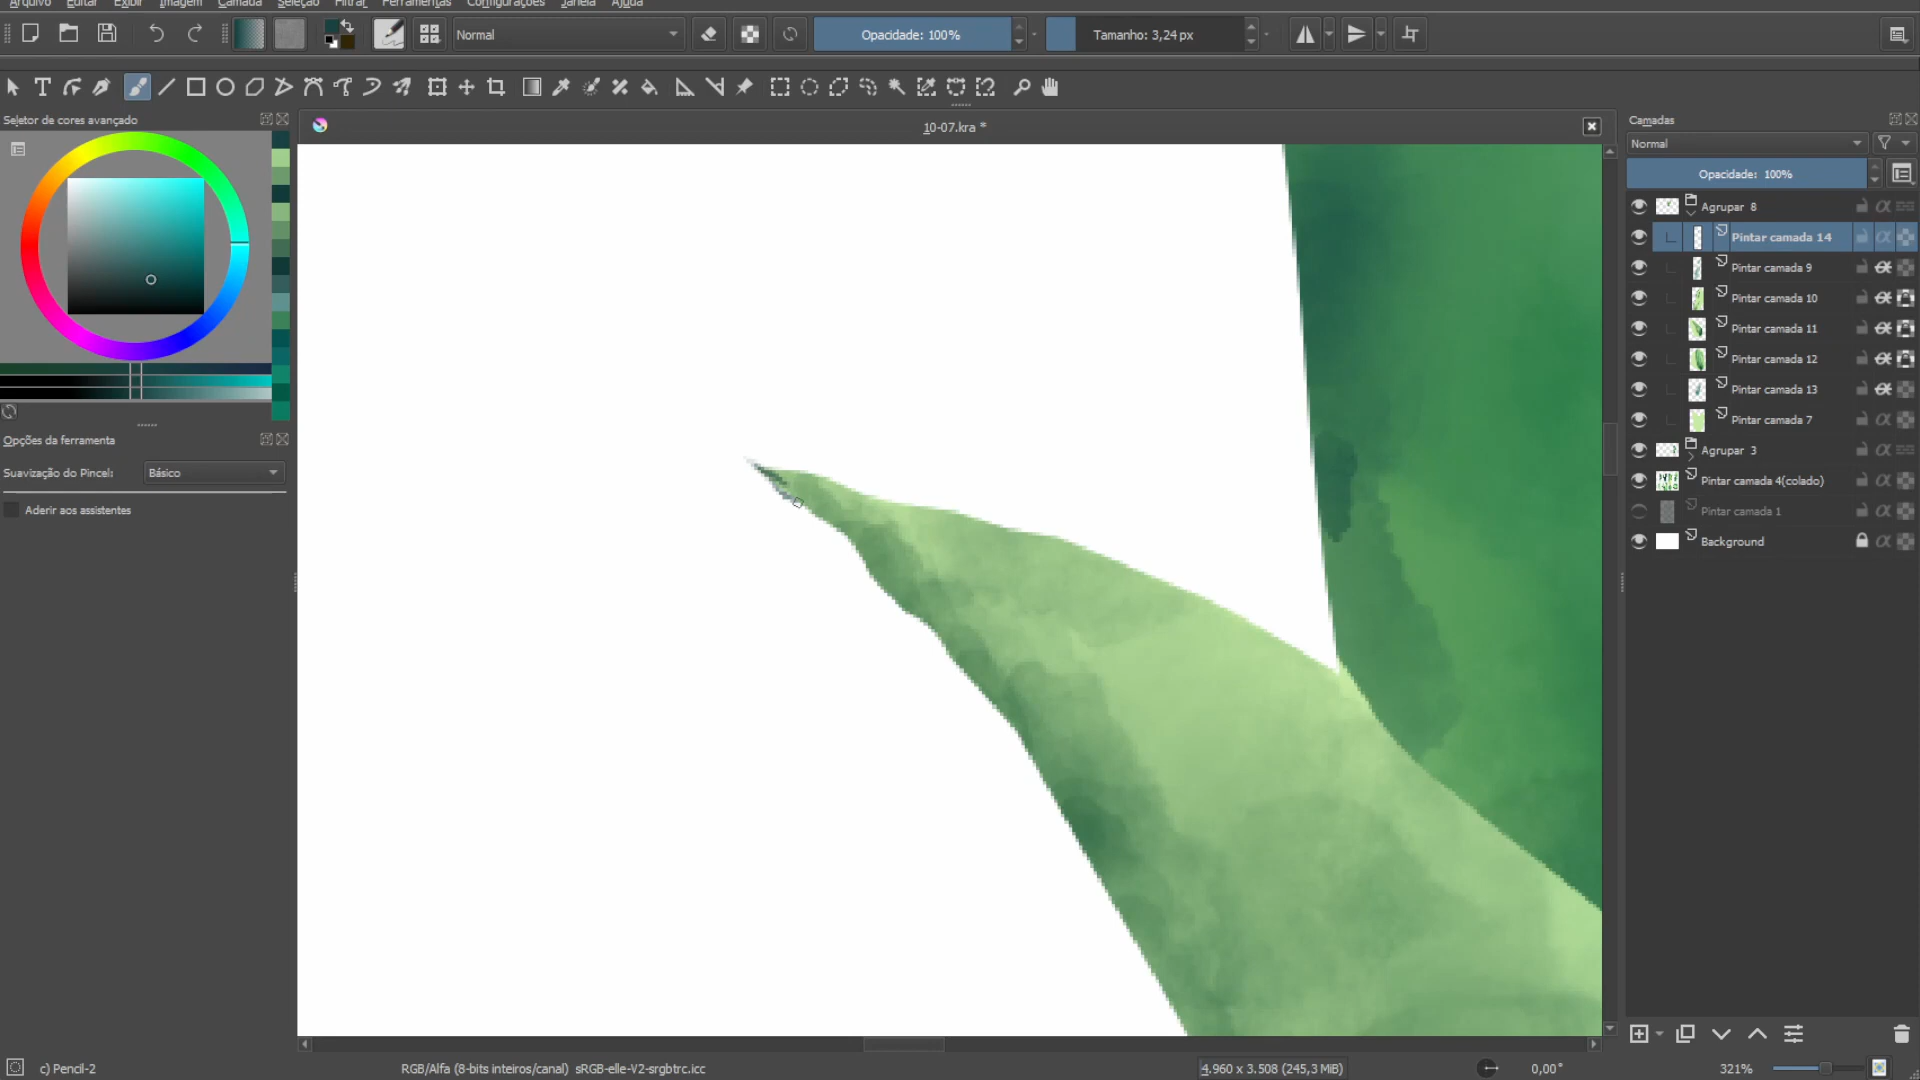 Arquivo Editar Exibir Imagem Camada Seleção Filtrar Ferramentas Configurações Janela Ajuda
Normal
Opacidade: 100%
Tamanho: 3,24 px
Seletor de cores avançado
10-07.kra *
Camadas
Normal
Opacidade: 100%
Agrupar 8
Pintar camada 14
Pintar camada 9
Pintar camada 10
Pintar camada 11
Pintar camada 12
Pintar camada 13
Pintar camada 7
Opções da ferramenta
Agrupar 3
Suavização do Pincel: Básico
Pintar camada 4(colado)
Aderir aos assistentes
Pintar camada 1
Background
c) Pencil-2
RGB/Alfa (8-bits inteiros/canal) sRGB-elle-V2-srgbtrc.icc
4.960 x 3.508 (245,3 MiB)
0,00°
321%